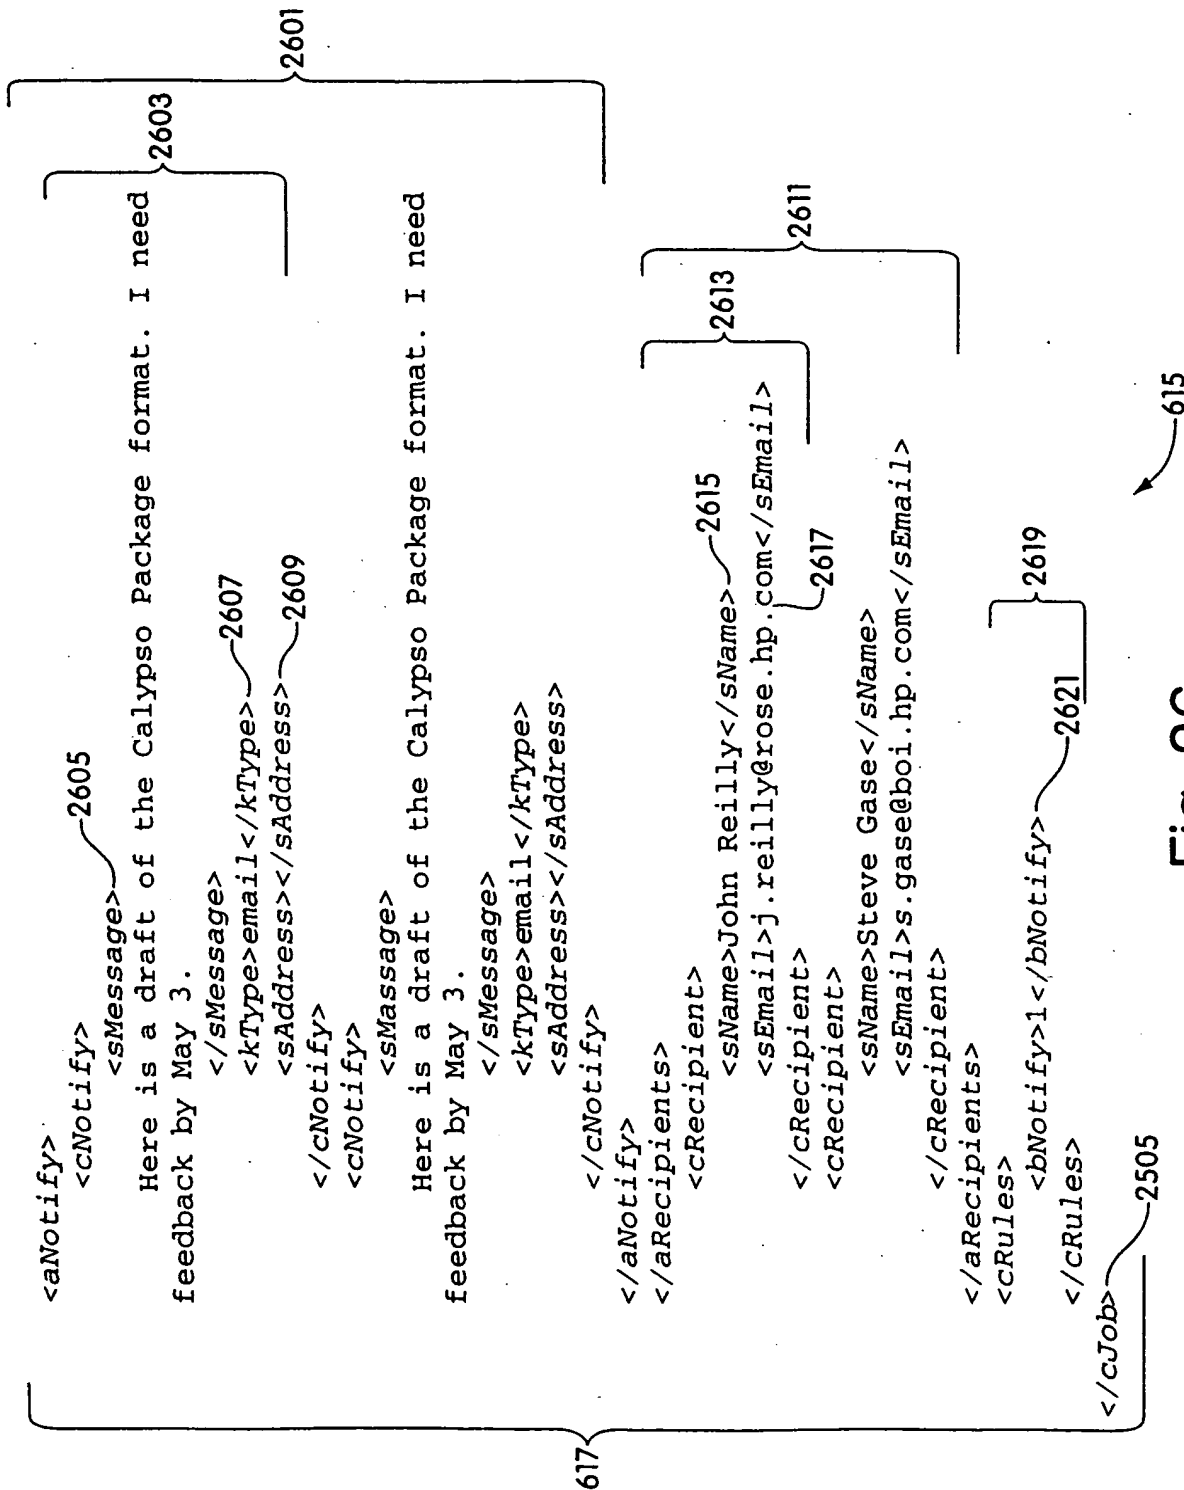 <aNotify>
<cNotify>
<sMessage> 2605
Here is a draft of the Calypso Package format. I need
feedback by May 3.
</sMessage>
<kType>email</kType> 2607
<sAddress></sAddress> 2609
2603
</cNotify>
<cNotify>
<sMassage>
Here is a draft of the Calypso Package format. I need
feedback by May 3.
</sMessage>
<kType>email</kType>
<sAddress></sAddress>
</cNotify>
2601
</aNotify>
</aRecipients>
<cRecipient>
<sName>John Reilly</sName> 2615
<sEmail>j.reilly@rose.hp.com</sEmail>
2617
2613
</cRecipient>
<cRecipient>
<sName>Steve Gase</sName>
<sEmail>s.gase@boi.hp.com</sEmail>
</cRecipient>
2611
</aRecipients>
<cRules>
<bNotify>1</bNotify> 2621
2619
</cRules>
</cJob> 2505
617
615